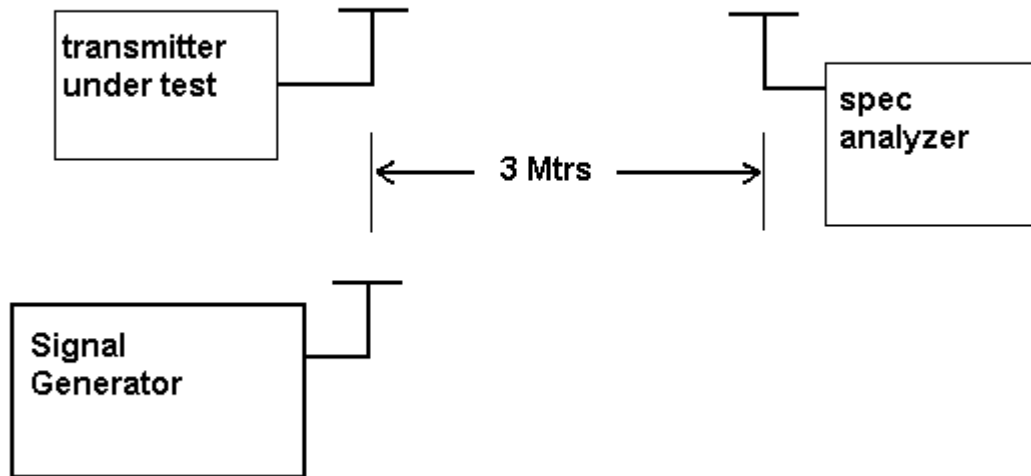 transmitter
under test
spec
analyzer
3 Mtrs
Signal
Generator